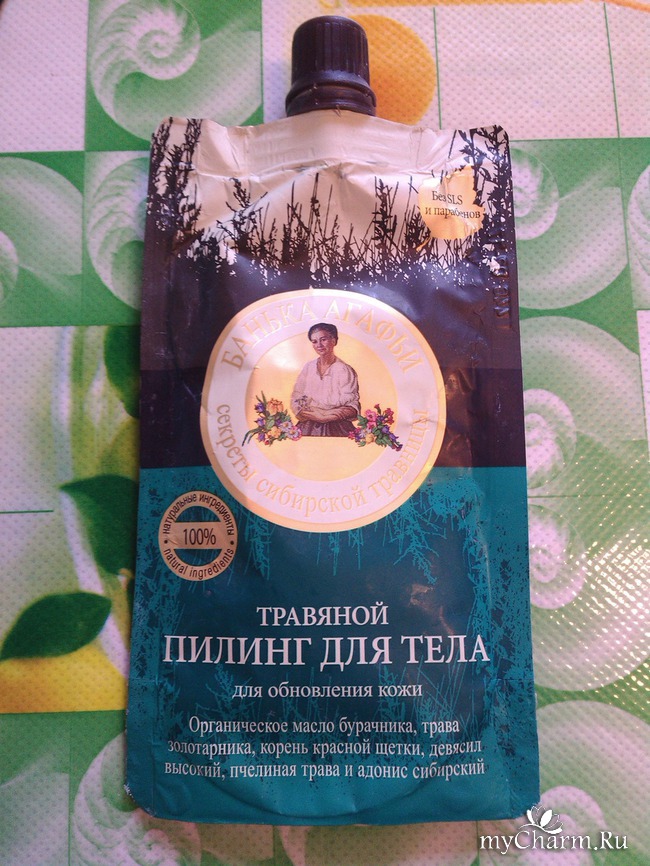 Без SLS
и парабенов
БАНЬКА АГАФЬИ
секреты сибирской травницы
натуральные ингредиенты
100%
natural ingredients
ТРАВЯНОЙ
ПИЛИНГ ДЛЯ ТЕЛА
для обновления кожи
Органическое масло бурачника, трава
золотарника, корень красной щетки, девясил
высокий, пчелиная трава и адонис сибирский
myCharm.Ru